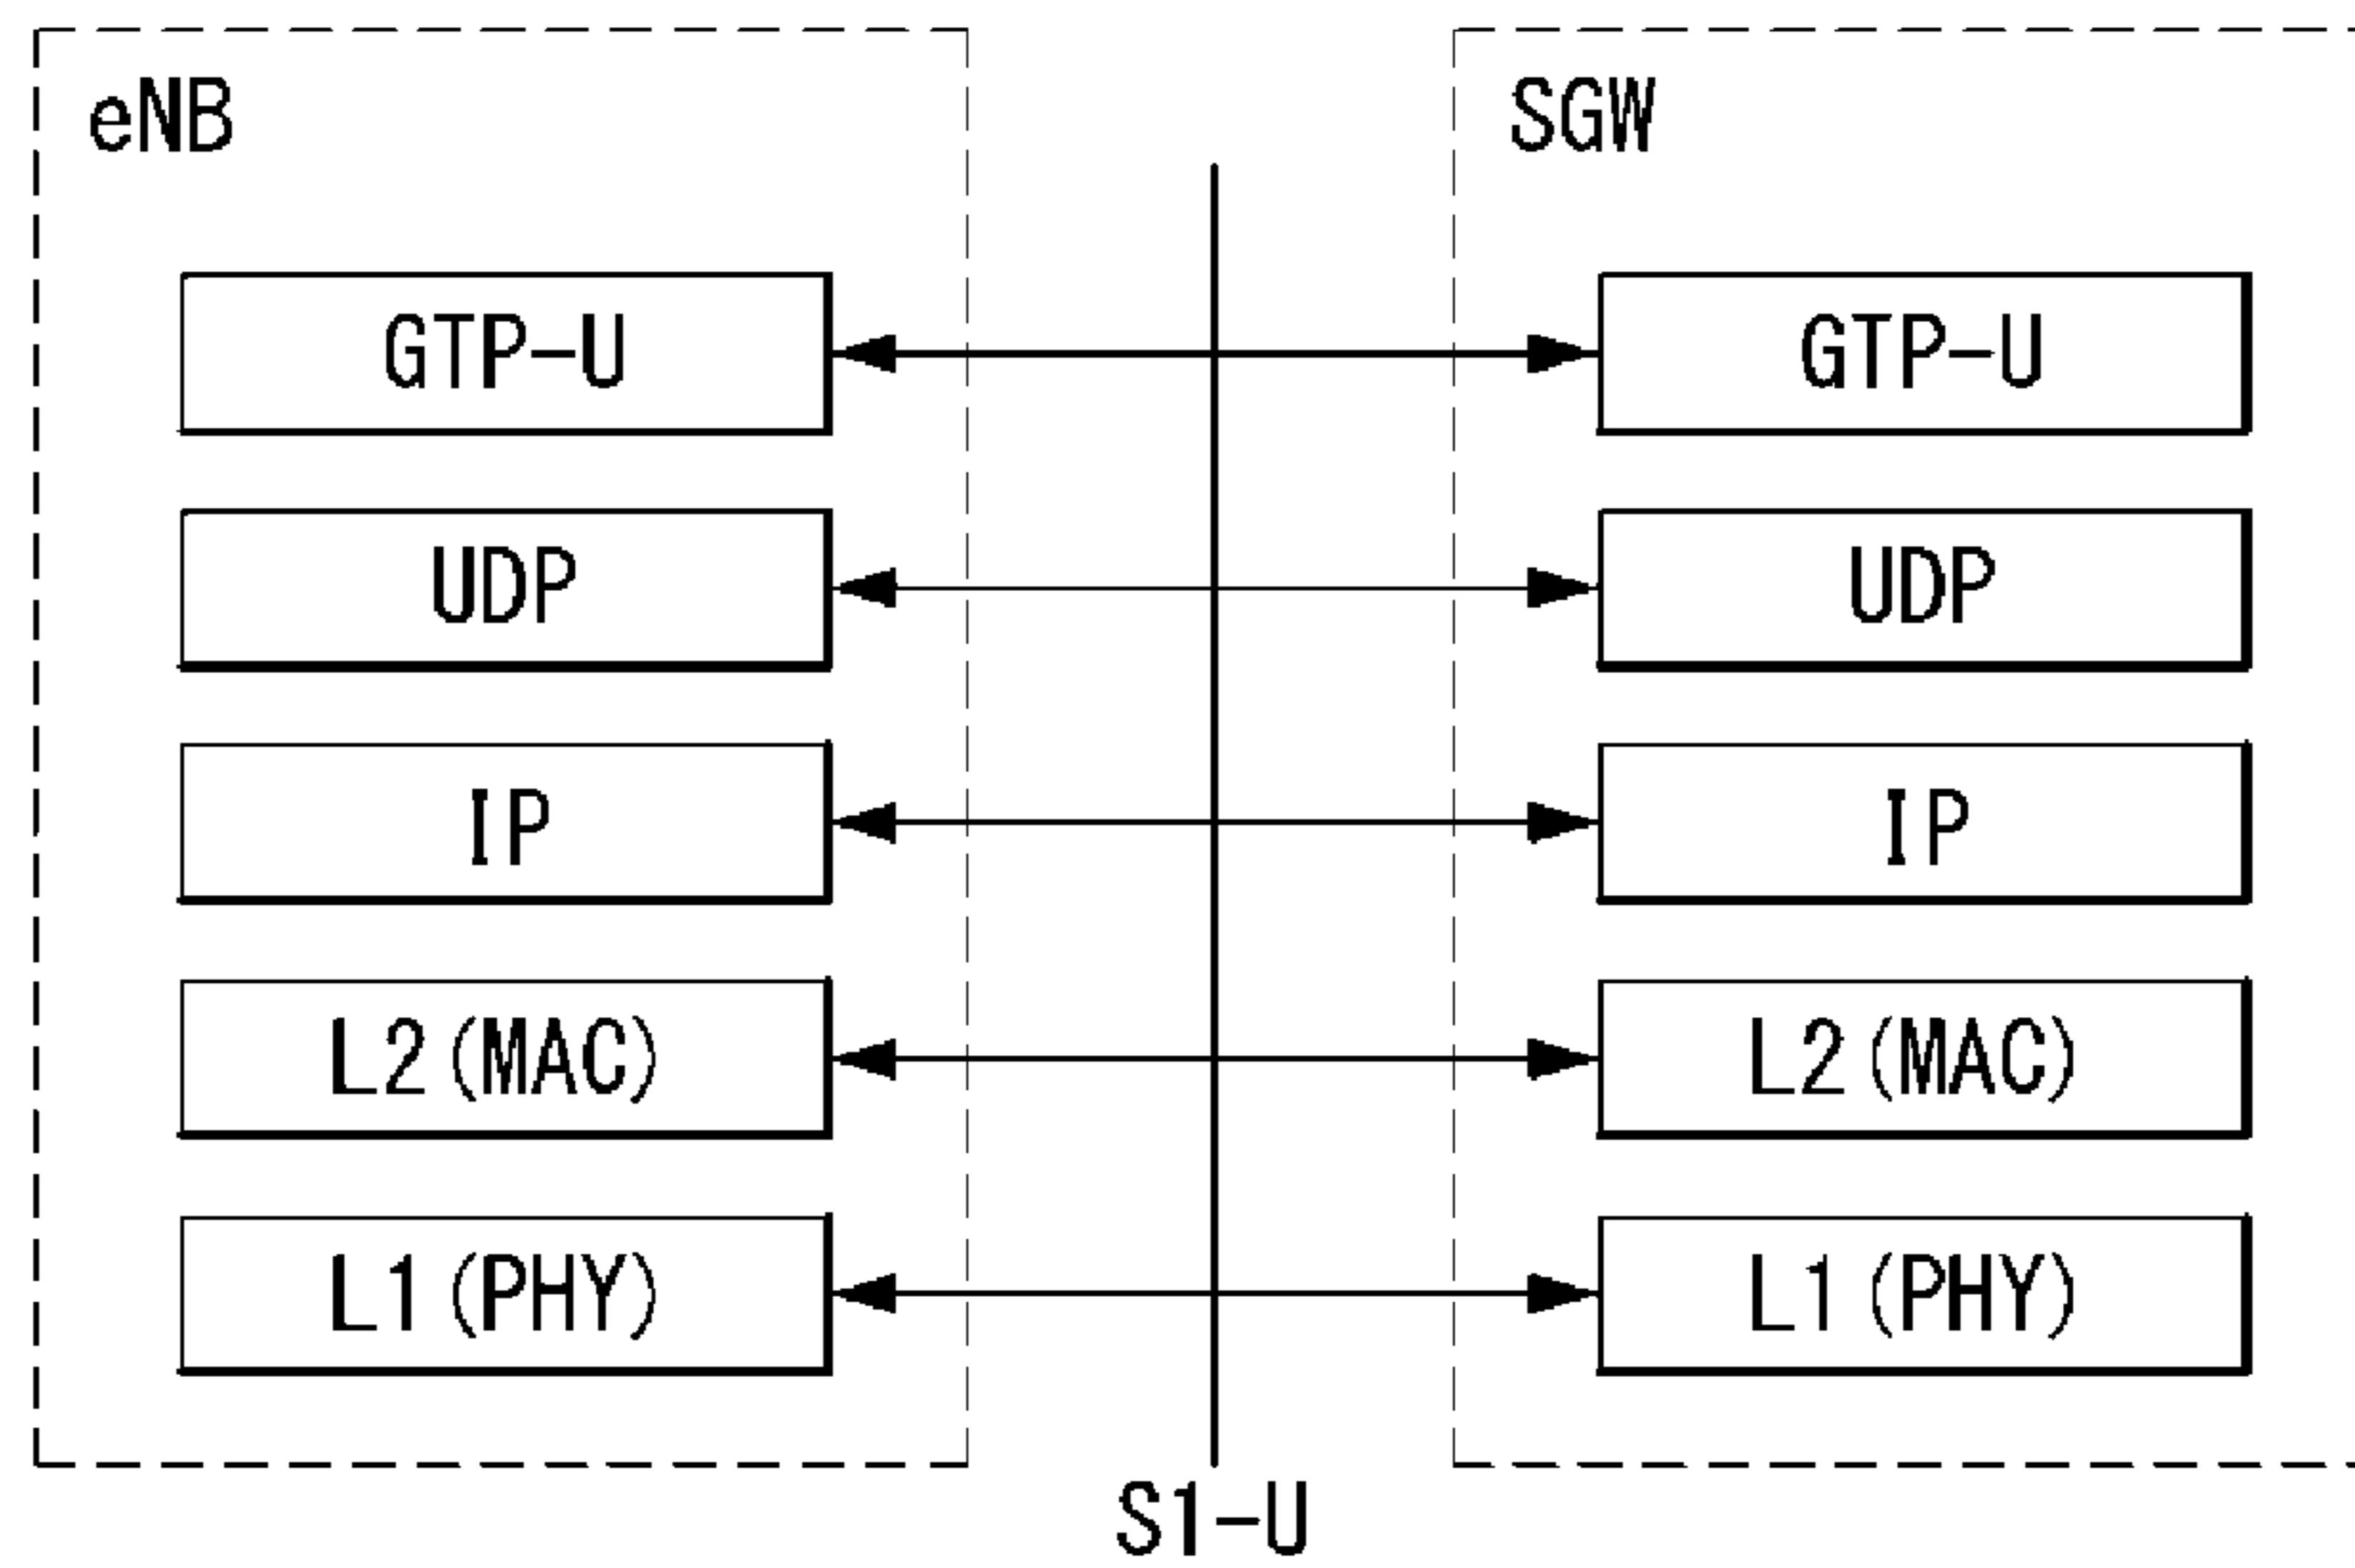 eNB
SGW
GTP-U
GTP-U
UDP
UDP
IP
IP
L2(MAC)
L2(MAC)
L1(PHY)
L1(PHY)
S1-U